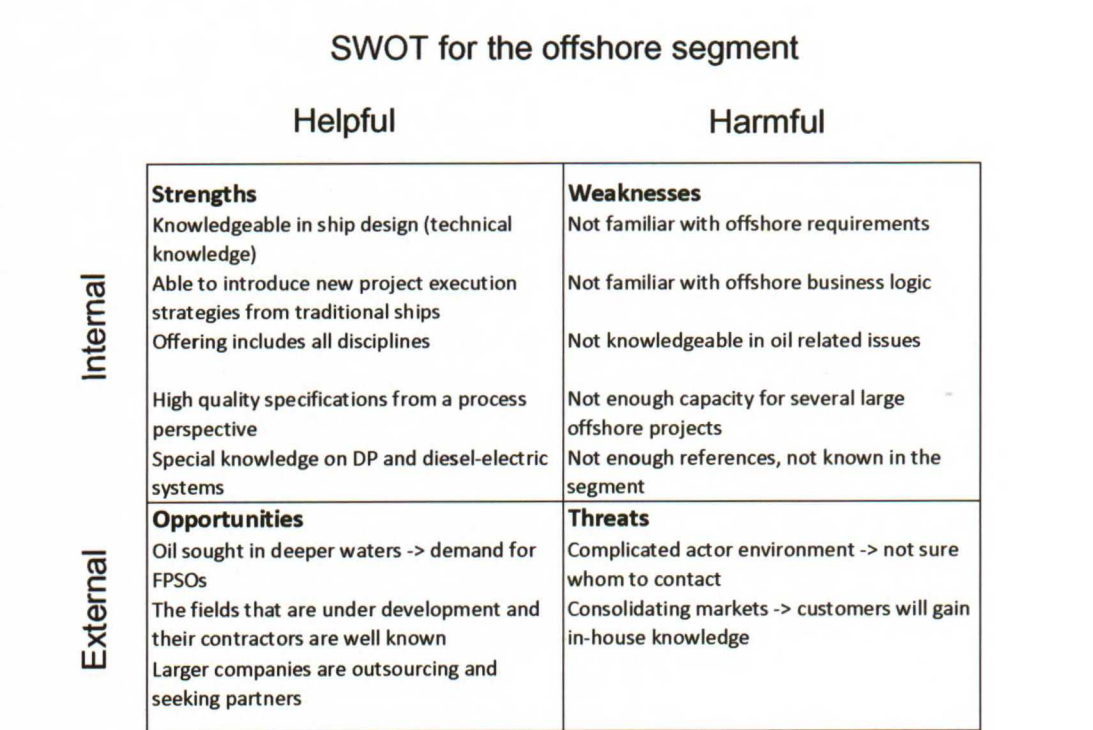 SWOT for the offshore segment
Helpful
Harmful
Internal
Strengths
Knowledgeable in ship design (technical
knowledge)
Able to introduce new project execution
strategies from traditional ships
Offering includes all disciplines
High quality specifications from a process
perspective
Special knowledge on DP and diesel-electric
systems
Weaknesses
Not familiar with offshore requirements
Not familiar with offshore business logic
Not knowledgeable in oil related issues
Not enough capacity for several large
offshore projects
Not enough references, not known in the
segment
External
Opportunities
Oil sought in deeper waters -> demand for
FPSOs
The fields that are under development and
their contractors are well known
Larger companies are outsourcing and
seeking partners
Threats
Complicated actor environment -> not sure
whom to contact
Consolidating markets -> customers will gain
in-house knowledge